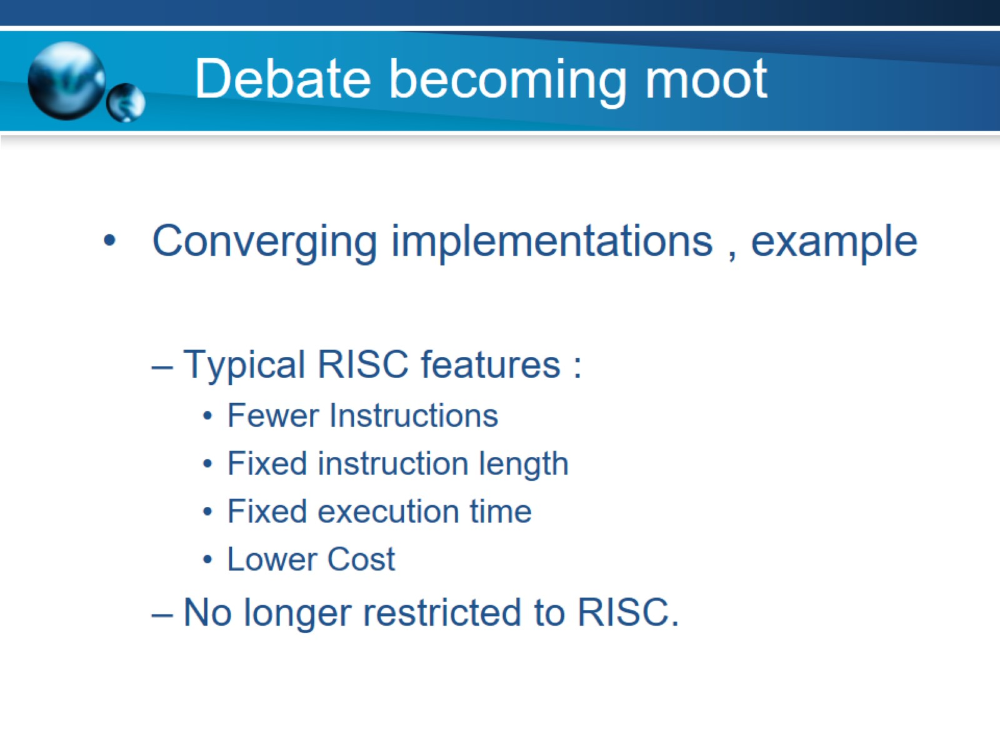 Debate becoming moot
• Converging implementations , example
– Typical RISC features :
• Fewer Instructions
• Fixed instruction length
• Fixed execution time
• Lower Cost
– No longer restricted to RISC.